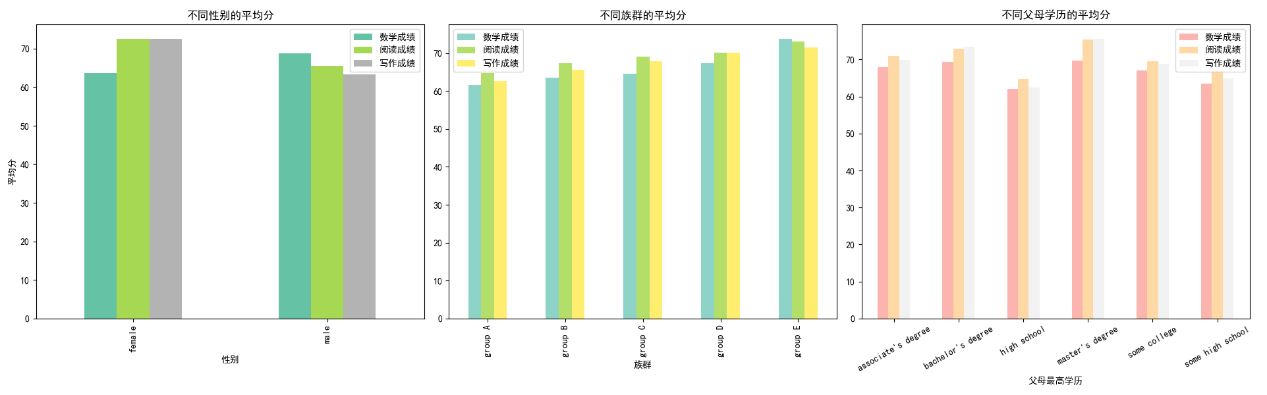 不同性别的平均分
数学成绩
阅读成绩
写作成绩
平均分
70
60
50
40
30
20
10
0
female
male
性别
不同族群的平均分
数学成绩
阅读成绩
写作成绩
70
60
50
40
30
20
10
0
group A
group B
group C
group D
group E
族群
不同父母学历的平均分
数学成绩
阅读成绩
写作成绩
70
60
50
40
30
20
10
0
associate's degree
bachelor's degree
high school
master's degree
some college
some high school
父母最高学历